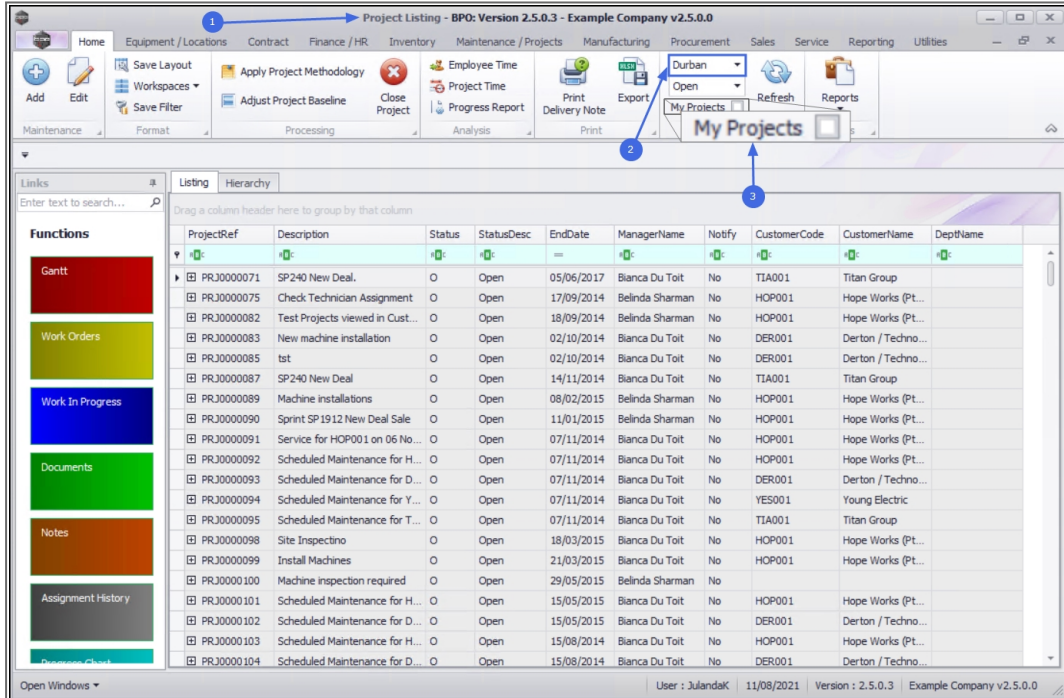 1
Project Listing - BPO: Version 2.5.0.3 - Example Company v2.5.0.0
Home Equipment / Locations Contract Finance / HR Inventory Maintenance / Projects Manufacturing Procurement Sales Service Reporting Utilities
Add
Edit
Save Layout
Workspaces
Save Filter
Apply Project Methodology
Adjust Project Baseline
Close Project
Employee Time
Project Time
Progress Report
Print Delivery Note
Export
Durban
Open
My Projects
Refresh
Reports
Maintenance Format Processing Analysis Print
My Projects
2
3
Links
Enter text to search...
Functions
Gantt
Work Orders
Work In Progress
Documents
Notes
Assignment History
Progress Chart
Listing Hierarchy
Drag a column header here to group by that column
ProjectRef Description Status StatusDesc EndDate ManagerName Notify CustomerCode CustomerName DeptName
PRJ0000071 SP240 New Deal. O Open 05/06/2017 Bianca Du Toit No TIA001 Titan Group
PRJ0000075 Check Technician Assignment O Open 17/09/2014 Belinda Sharman No HOP001 Hope Works (Pt...
PRJ0000082 Test Projects viewed in Cust... O Open 18/09/2014 Belinda Sharman No HOP001 Hope Works (Pt...
PRJ0000083 New machine installation O Open 02/10/2014 Bianca Du Toit No DER001 Derton / Techno...
PRJ0000085 tst O Open 02/10/2014 Bianca Du Toit No DER001 Derton / Techno...
PRJ0000087 SP240 New Deal O Open 14/11/2014 Bianca Du Toit No TIA001 Titan Group
PRJ0000089 Machine installations O Open 08/02/2015 Belinda Sharman No HOP001 Hope Works (Pt...
PRJ0000090 Sprint SP1912 New Deal Sale O Open 11/01/2015 Belinda Sharman No HOP001 Hope Works (Pt...
PRJ0000091 Service for HOP001 on 06 No... O Open 07/11/2014 Bianca Du Toit No HOP001 Hope Works (Pt...
PRJ0000092 Scheduled Maintenance for H... O Open 07/11/2014 Bianca Du Toit No HOP001 Hope Works (Pt...
PRJ0000093 Scheduled Maintenance for D... O Open 07/11/2014 Bianca Du Toit No DER001 Derton / Techno...
PRJ0000094 Scheduled Maintenance for Y... O Open 07/11/2014 Bianca Du Toit No YES001 Young Electric
PRJ0000095 Scheduled Maintenance for T... O Open 07/11/2014 Bianca Du Toit No TIA001 Titan Group
PRJ0000098 Site Inspectino O Open 18/03/2015 Bianca Du Toit No HOP001 Hope Works (Pt...
PRJ0000099 Install Machines O Open 21/03/2015 Bianca Du Toit No HOP001 Hope Works (Pt...
PRJ0000100 Machine inspection required O Open 29/05/2015 Belinda Sharman No
PRJ0000101 Scheduled Maintenance for H... O Open 15/05/2015 Bianca Du Toit No HOP001 Hope Works (Pt...
PRJ0000102 Scheduled Maintenance for D... O Open 15/05/2015 Bianca Du Toit No DER001 Derton / Techno...
PRJ0000103 Scheduled Maintenance for H... O Open 15/08/2014 Bianca Du Toit No HOP001 Hope Works (Pt...
PRJ0000104 Scheduled Maintenance for D... O Open 15/08/2014 Bianca Du Toit No DER001 Derton / Techno...
Open Windows User : JulandaK 11/08/2021 Version : 2.5.0.3 Example Company v2.5.0.0